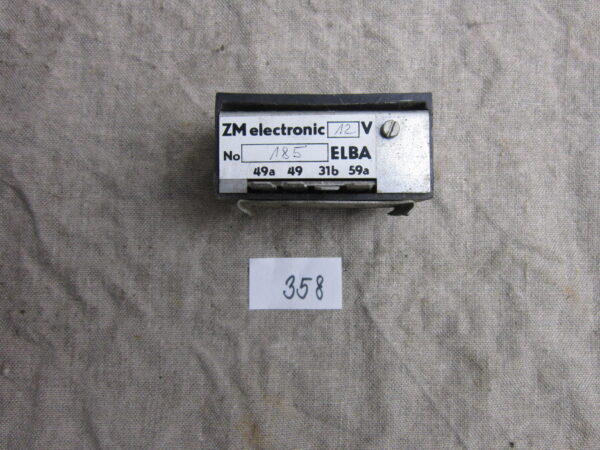 ZM electronic 12 V
No 185 ELBA
49a 49 31b 59a
358